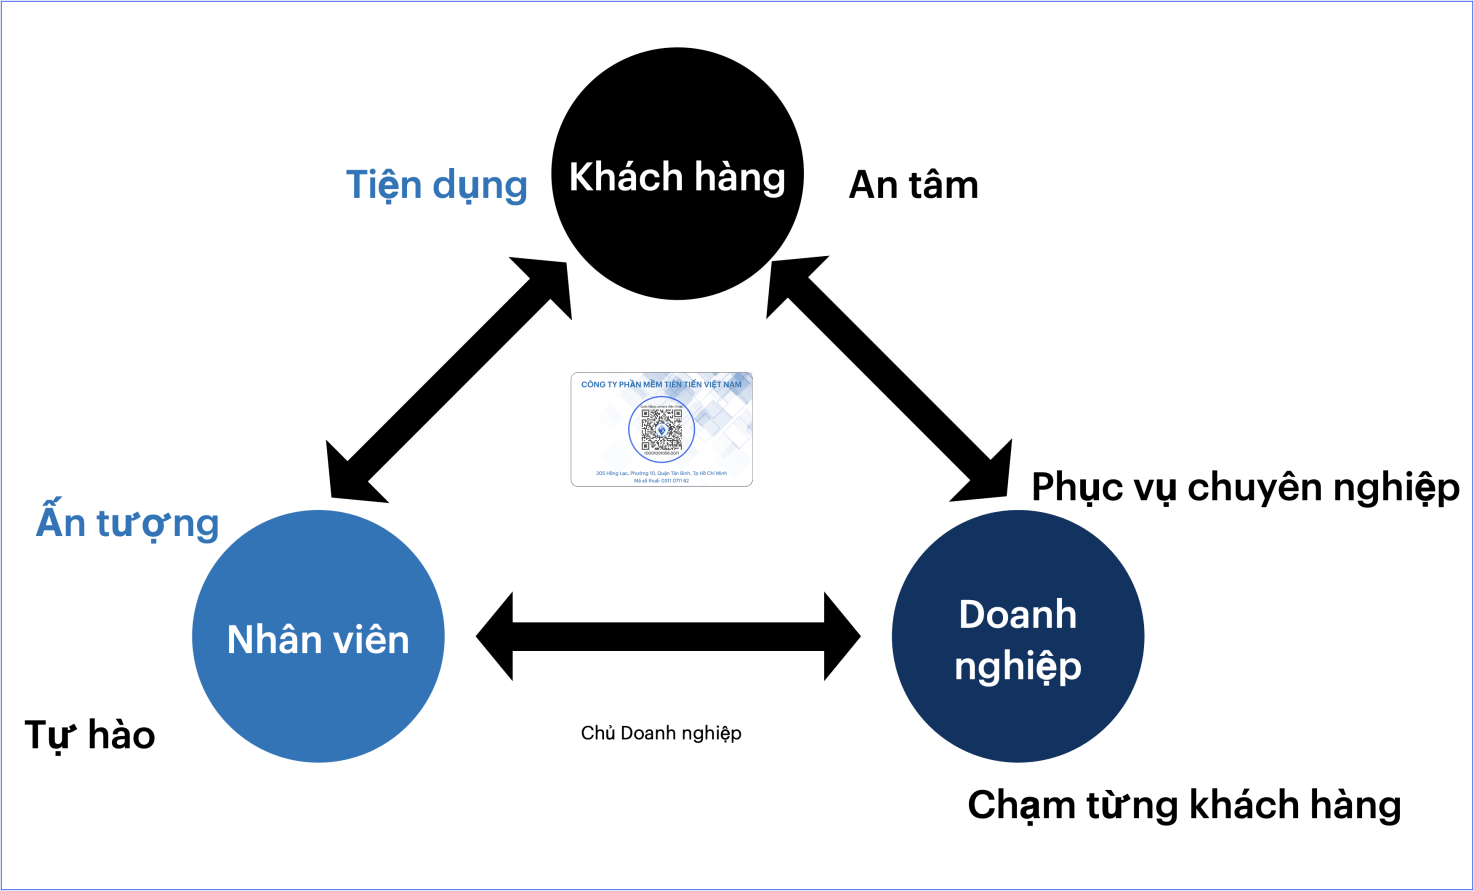 Khách hàng
Tiện dụng
An tâm
CÔNG TY PHẦN MỀM TIÊN TIẾN VIỆT NAM
305 Hồng Lạc, Phường 10, Quận Tân Bình, Tp Hồ Chí Minh
Mã số thuế: 0311 0711 62
Phục vụ chuyên nghiệp
Ấn tượng
Nhân viên
Doanh
nghiệp
Tự hào
Chủ Doanh nghiệp
Chạm từng khách hàng